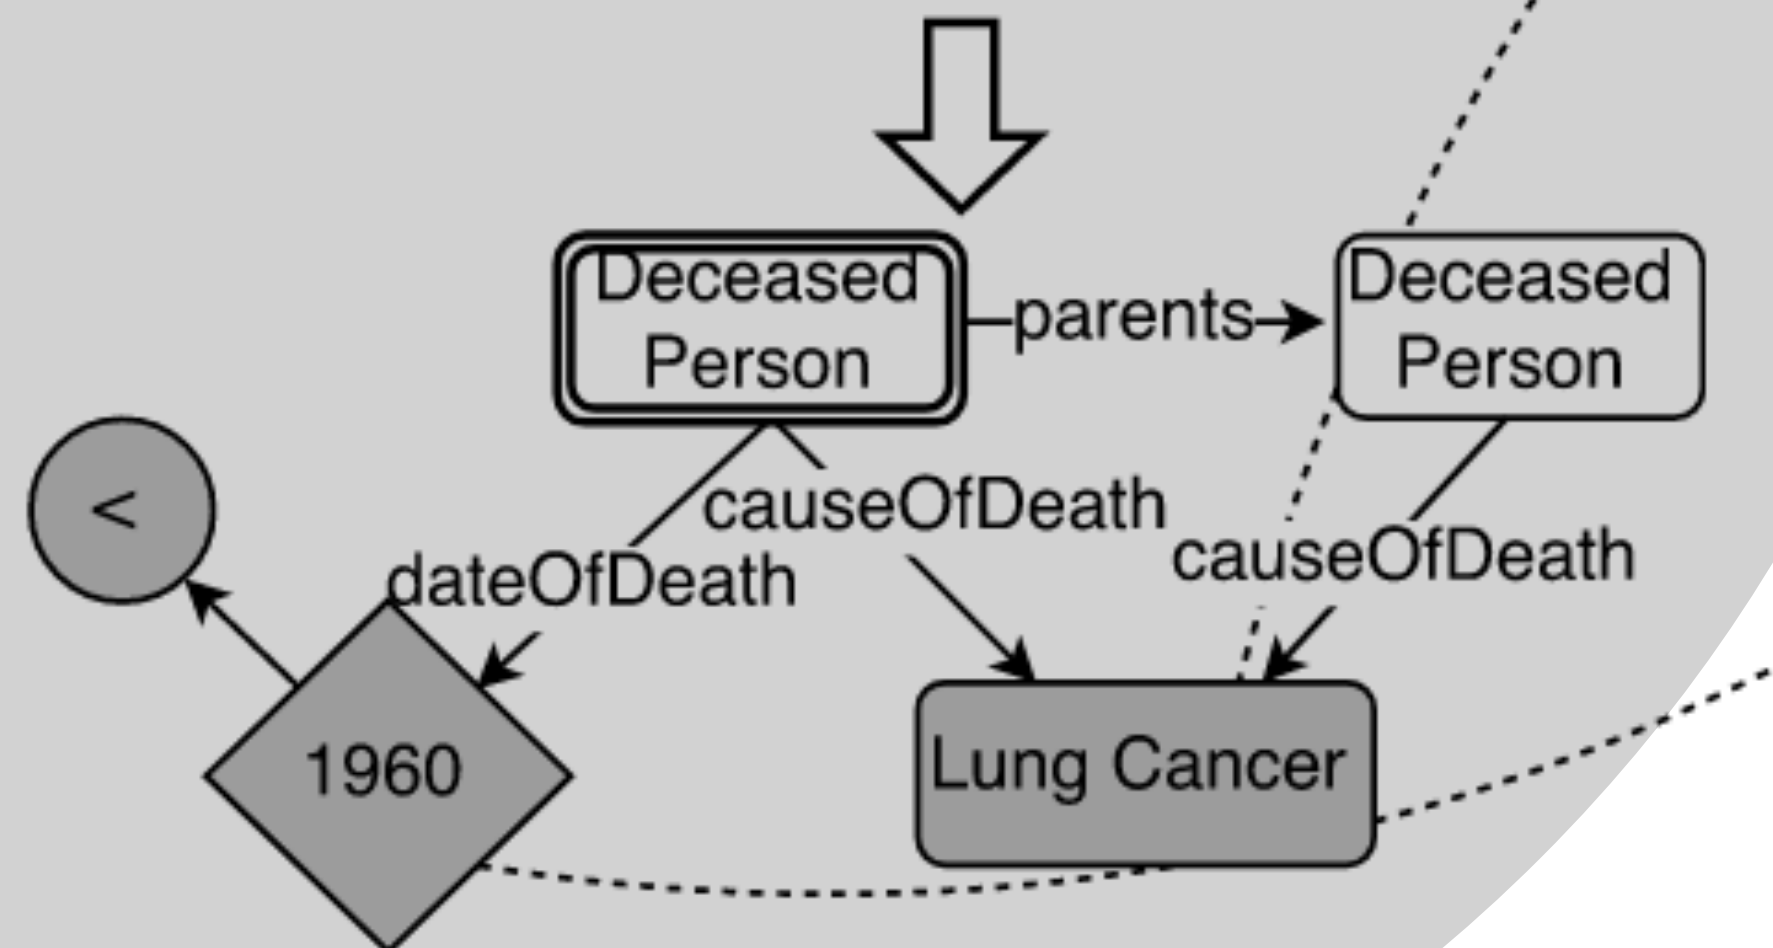 Deceased
Person
parents
Deceased
Person
<
causeOfDeath
causeOfDeath
dateOfDeath
1960
Lung Cancer